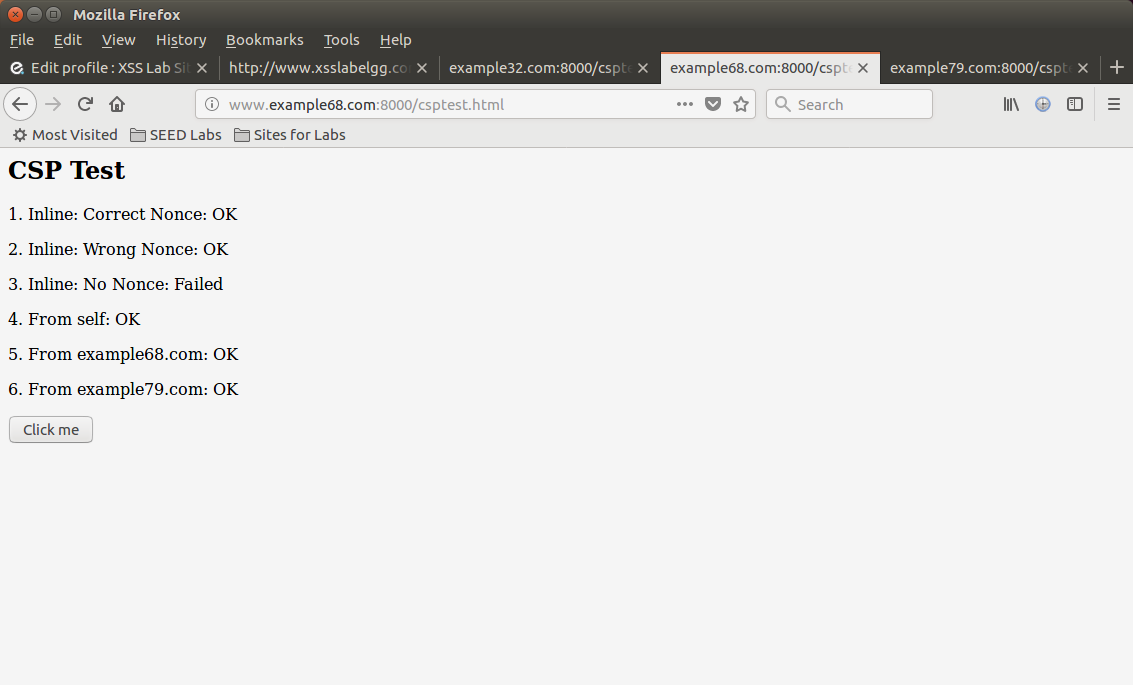 Mozilla Firefox
File Edit View History Bookmarks Tools Help
Edit profile : XSS Lab Sit http://www.xsslabelgg.co example32.com:8000/cspte example68.com:8000/cspte example79.com:8000/cspt
www.example68.com:8000/csptest.html Search
Most Visited SEED Labs Sites for Labs
CSP Test
1. Inline: Correct Nonce: OK
2. Inline: Wrong Nonce: OK
3. Inline: No Nonce: Failed
4. From self: OK
5. From example68.com: OK
6. From example79.com: OK
Click me